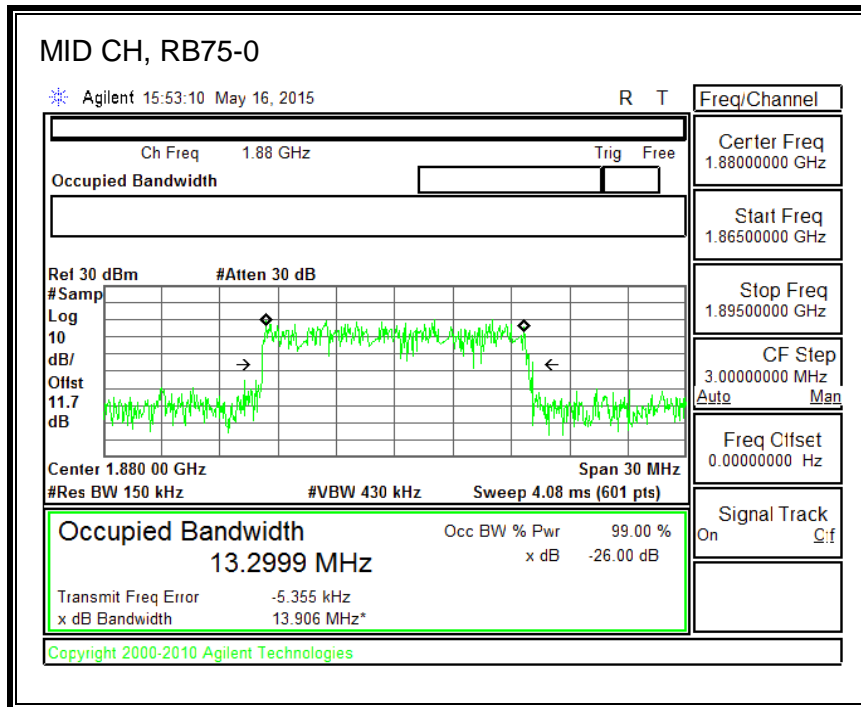 MID CH, RB75-0
Agilent 15:53:10 May 16, 2015 R T
Ch Freq 1.88 GHz Trig Free
Occupied Bandwidth
Ref 30 dBm #Atten 30 dB
#Samp
Log
10
dB/
Offst
11.7
dB
Center 1.880 00 GHz Span 30 MHz
#Res BW 150 kHz #VBW 430 kHz Sweep 4.08 ms (601 pts)
Occupied Bandwidth
13.2999 MHz
Occ BW % Pwr 99.00 %
x dB -26.00 dB
Transmit Freq Error -5.355 kHz
x dB Bandwidth 13.906 MHz*
Copyright 2000-2010 Agilent Technologies
Freq/Channel
Center Freq
1.88000000 GHz
Start Freq
1.86500000 GHz
Stop Freq
1.89500000 GHz
CF Step
3.00000000 MHz
Auto Man
Freq Offset
0.00000000 Hz
Signal Track
On Off